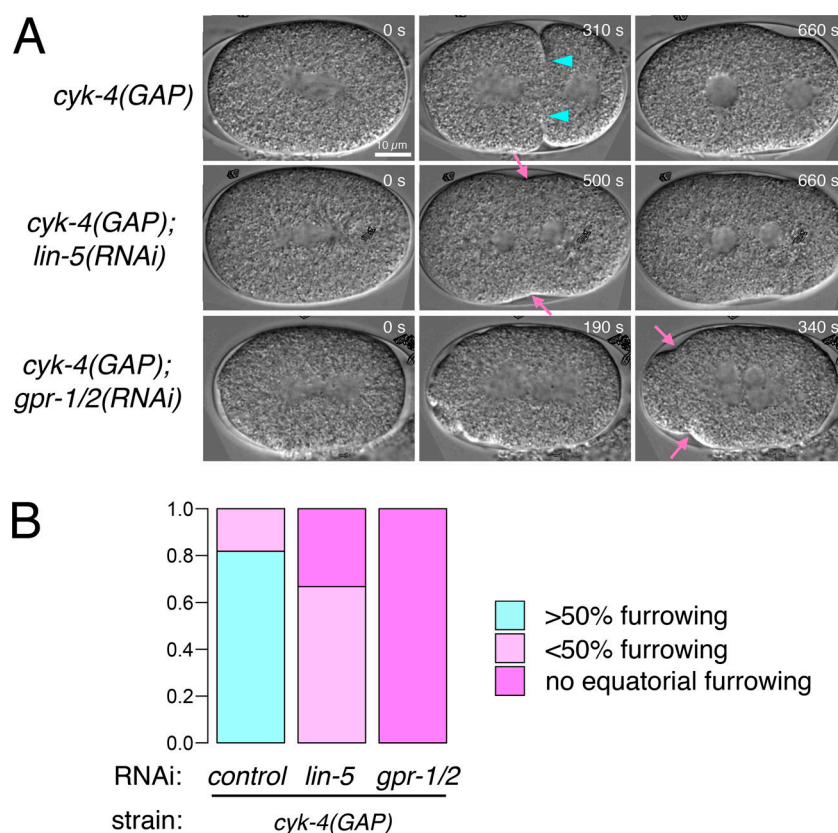 A
cyk-4(GAP)
0 s
310 s
660 s
10 µm
cyk-4(GAP);
lin-5(RNAi)
0 s
500 s
660 s
cyk-4(GAP);
gpr-1/2(RNAi)
0 s
190 s
340 s
B
1.0
0.8
0.6
0.4
0.2
0.0
>50% furrowing
<50% furrowing
no equatorial furrowing
RNAi: control lin-5 gpr-1/2
strain: cyk-4(GAP)